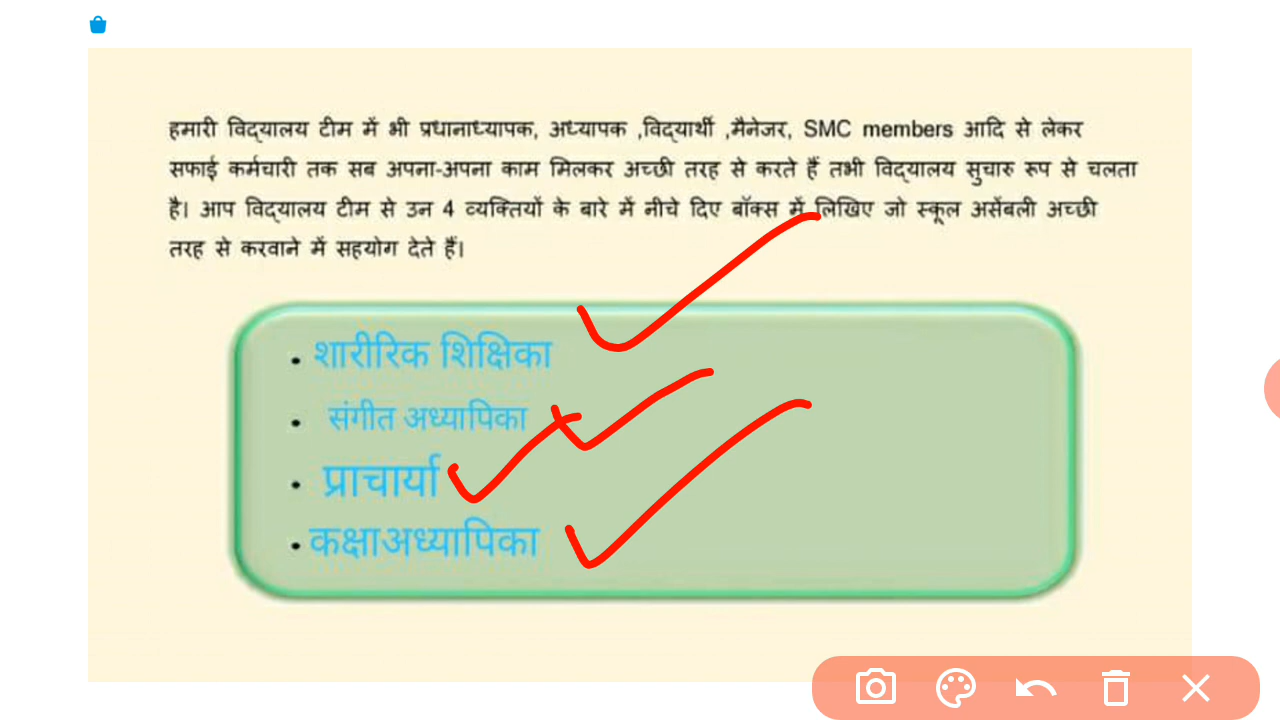 हमारी विद्यालय टीम में भी प्रधानाध्यापक, अध्यापक ,विद्यार्थी ,मैनेजर, SMC members आदि से लेकर
सफाई कर्मचारी तक सब अपना-अपना काम मिलकर अच्छी तरह से करते हैं तभी विद्यालय सुचारु रूप से चलता
है। आप विद्यालय टीम से उन 4 व्यक्तियों के बारे में नीचे दिए बॉक्स में लिखिए जो स्कूल असेंबली अच्छी
तरह से करवाने में सहयोग देते हैं।
• शारीरिक शिक्षिका
• संगीत अध्यापिका
• प्राचार्या
• कक्षाअध्यापिका